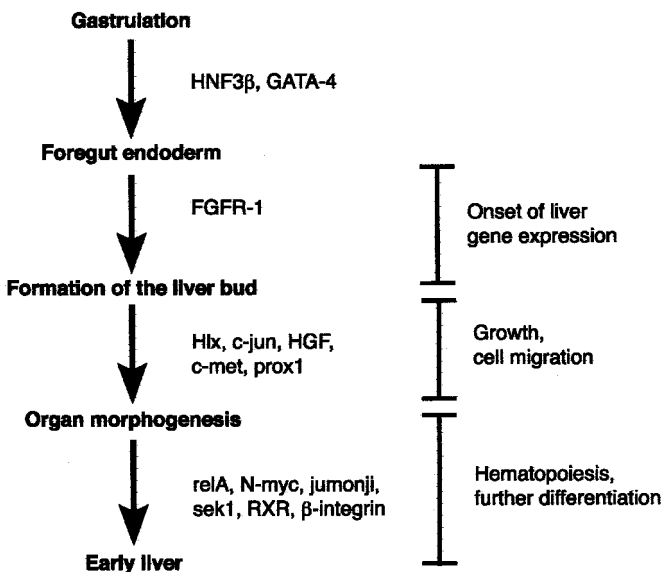 Gastrulation
HNF3β, GATA-4
Foregut endoderm
FGFR-1
Onset of liver
gene expression
Formation of the liver bud
Hlx, c-jun, HGF,
c-met, prox1
Growth,
cell migration
Organ morphogenesis
relA, N-myc, jumonji,
sek1, RXR, β-integrin
Hematopoiesis,
further differentiation
Early liver